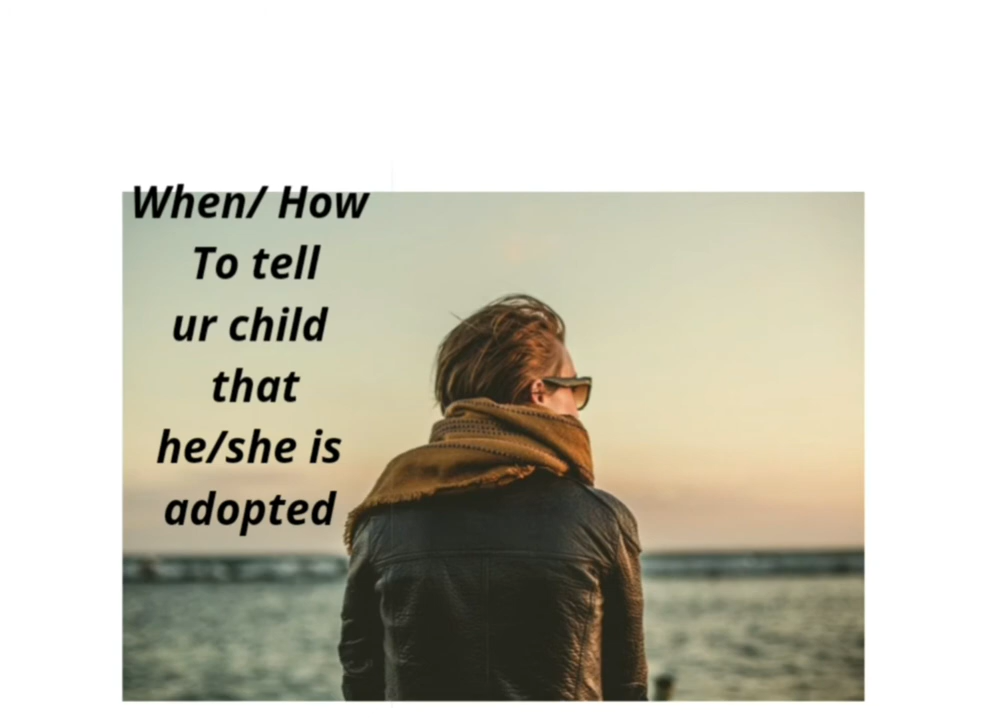 When/ How
To tell
ur child
that
he/she is
adopted